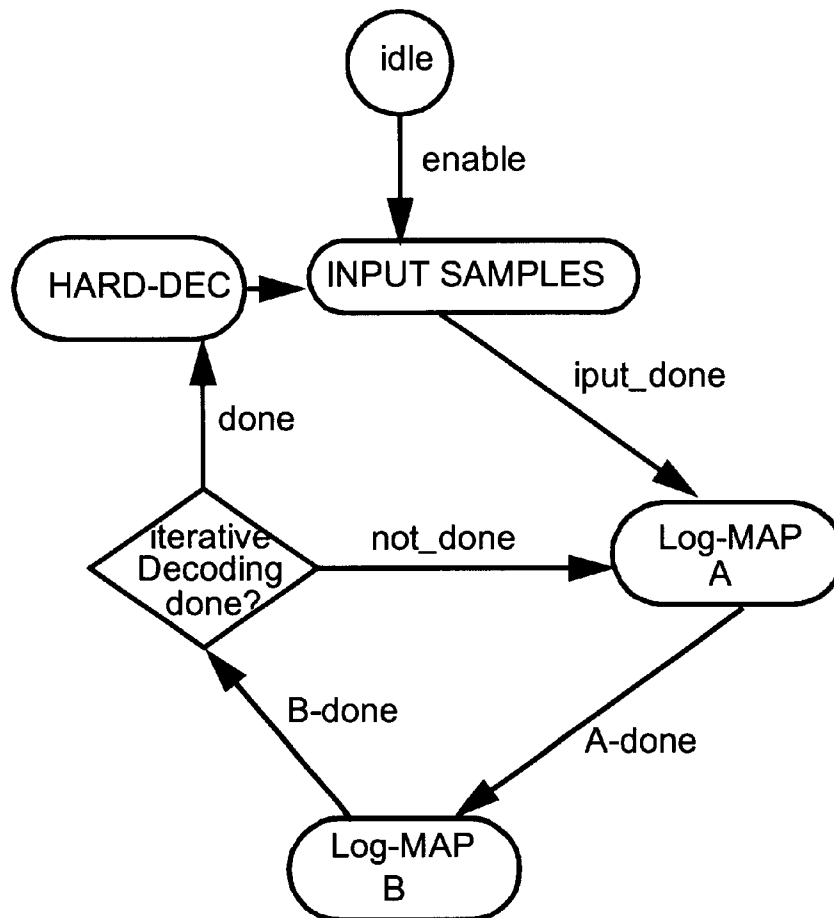 idle
enable
HARD-DEC
INPUT SAMPLES
iput_done
done
iterative
Decoding
done?
not_done
Log-MAP
A
B-done
A-done
Log-MAP
B